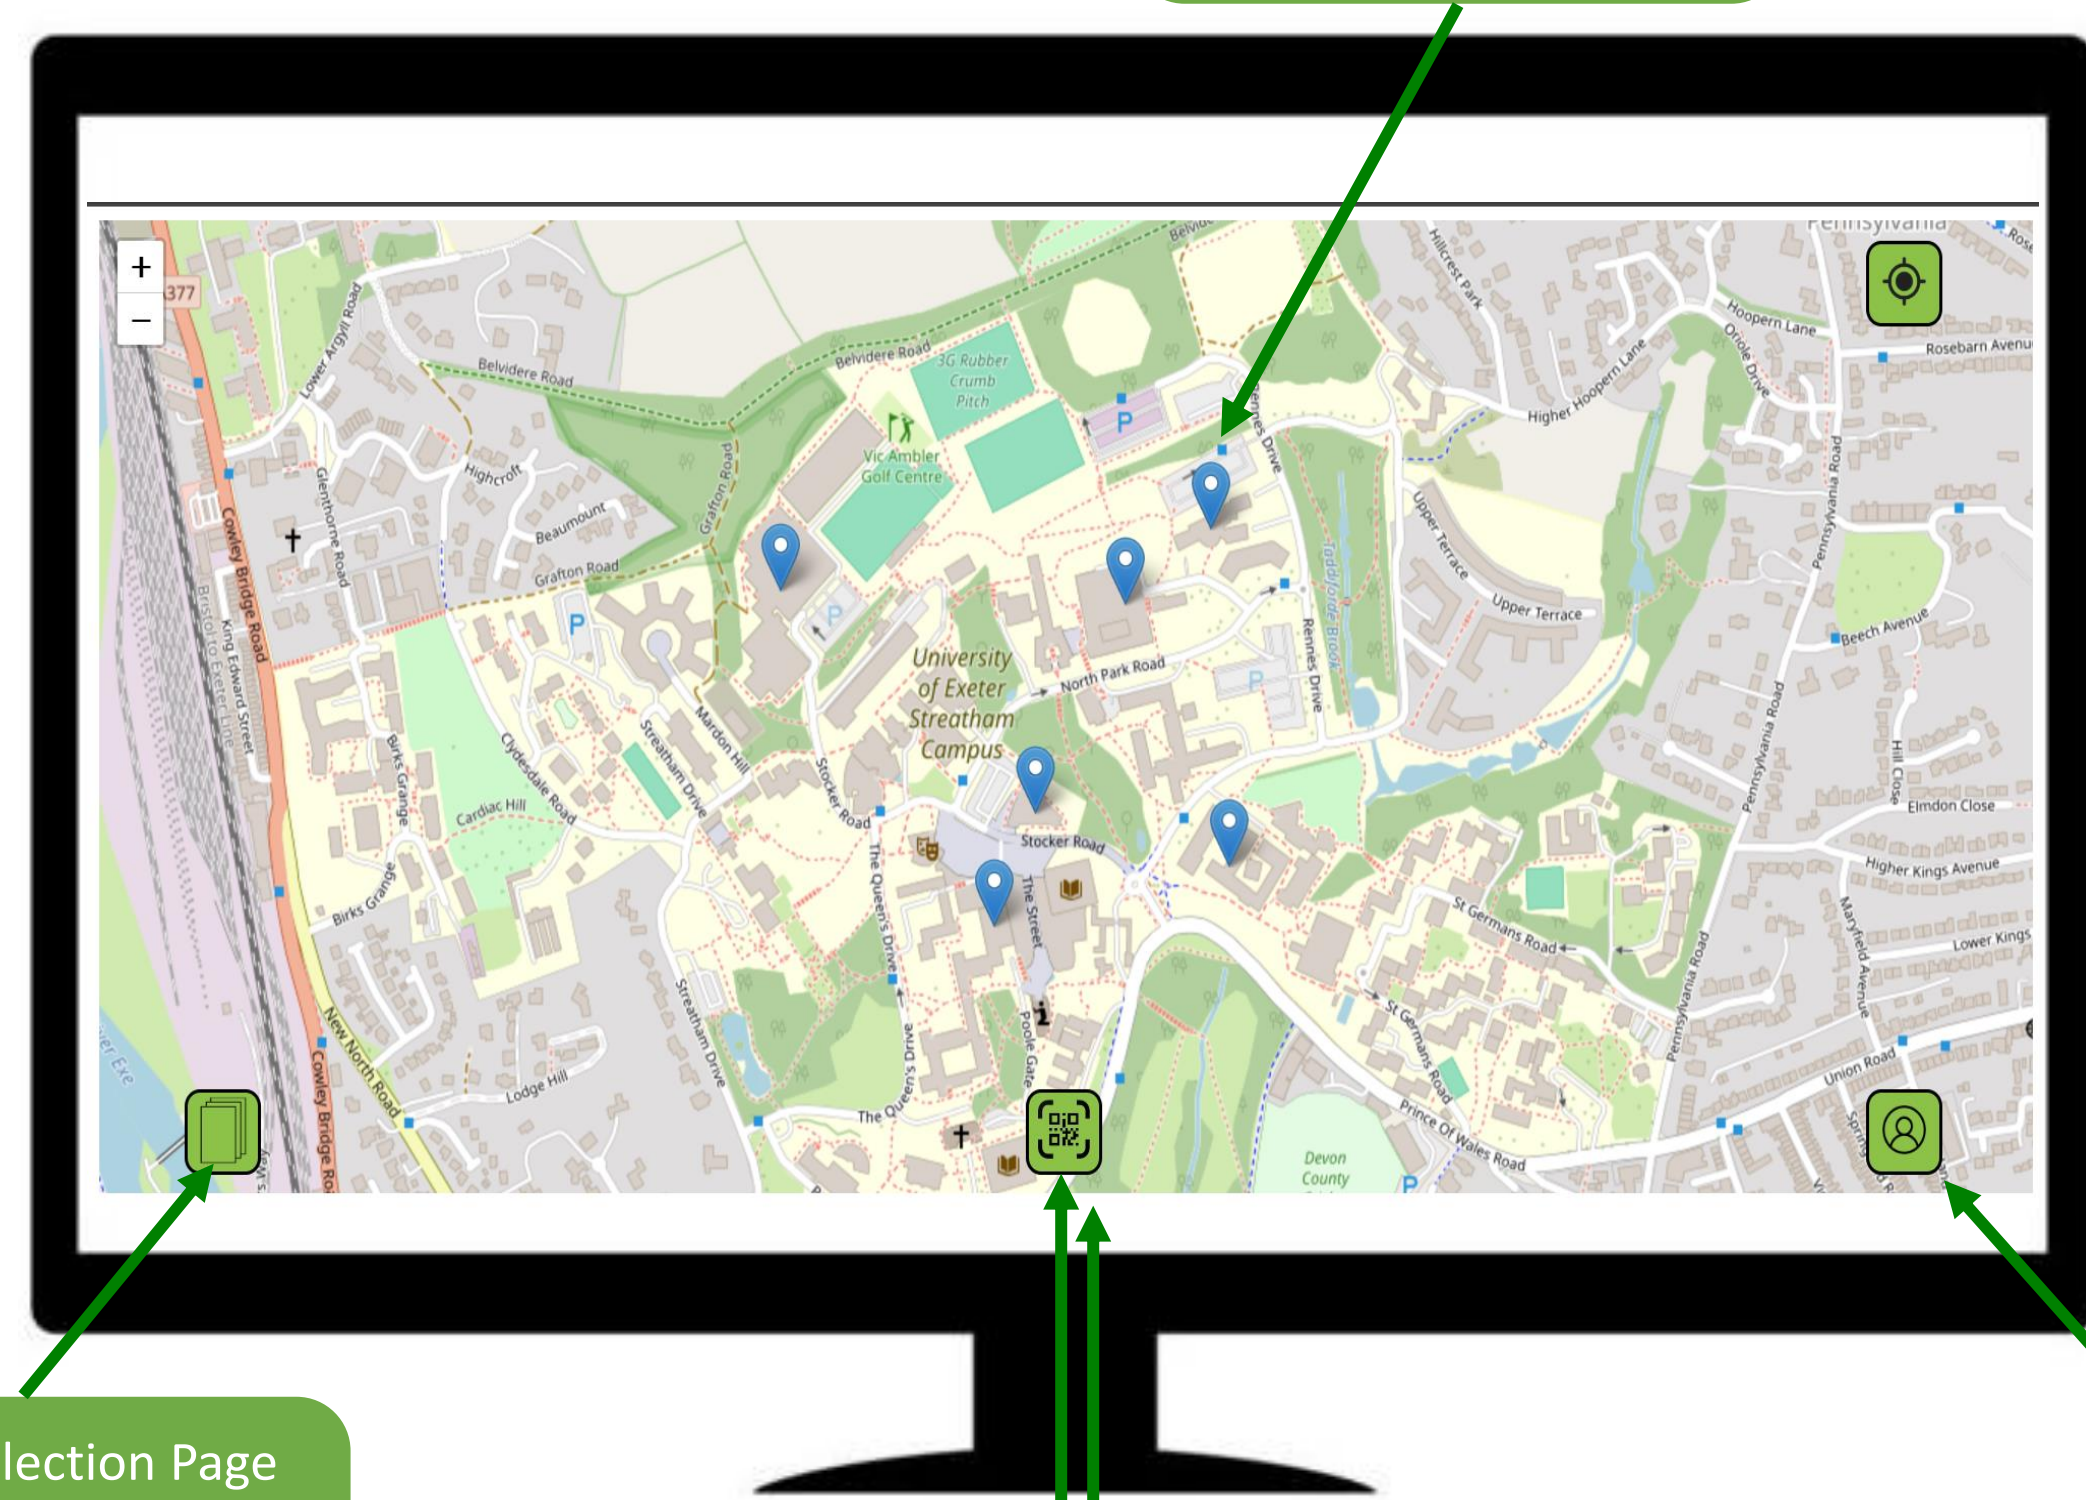 Pennsylvania
+
−
377
Belvidere Road
Belvidere Road
3G Rubber
Crumb
Pitch
Vic Ambler
Golf Centre
Lower Argyll Road
Highcroft
Beaumount
Grafton Road
Grafton Road
Glenthorne Road
Cowley Bridge Road
King Edward Street
Bristol to Exeter Line
Hillcrest Park
Hoopern Lane
Oriole Drive
Rosebarn Avenu
Higher Hoopern Lane
Pennsylvania Road
Rennes Drive
P
Upper Terrace
Upper Terrace
Taddiforde Brook
Beech Avenue
P
P
University
of Exeter
Streatham
Campus
North Park Road
Rennes Drive
P
Mardon Hill
Streatham Drive
Clydesdale Road
Birks Grange
Cardiac Hill
Stocker Road
Stocker Road
The Queen's Drive
The Street
Pennsylvania Road
Hill Close
Elmdon Close
Higher Kings Avenue
Lower Kings
Maryfield Avenue
St Germans Road
St Germans Road
Pennsylvania Road
Birks Grange
New North Road
Cowley Bridge Ro
Lodge Hill
Streatham Drive
The Queen's Drive
Poole Gate
Prince Of Wales Road
Union Road
Devon
County
P
lection Page